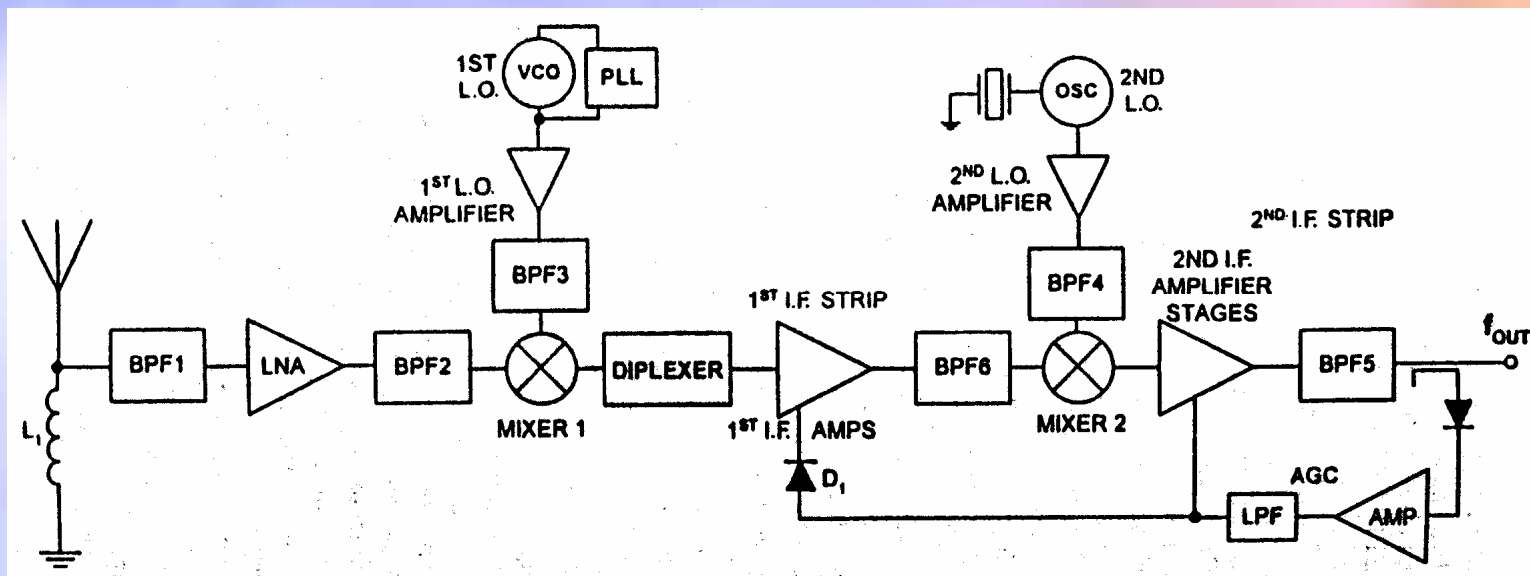 1ST
L.O.
VCO
PLL
OSC
2ND
L.O.
1ST L.O.
AMPLIFIER
2ND L.O.
AMPLIFIER
2ND I.F. STRIP
BPF3
BPF4
2ND I.F.
AMPLIFIER
STAGES
1ST I.F. STRIP
fOUT
BPF1
LNA
BPF2
DIPLEXER
BPF6
BPF5
MIXER 1
1ST I.F. AMPS
MIXER 2
L1
D1
AGC
LPF
AMP